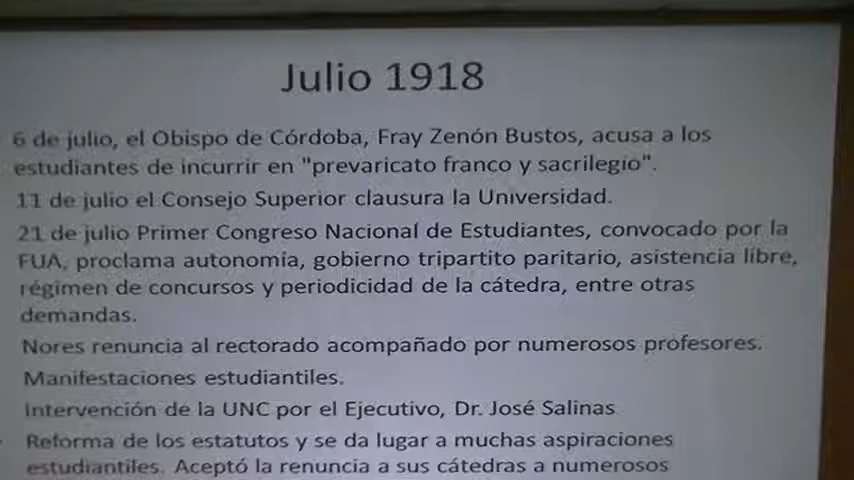 Julio 1918
6 de julio, el Obispo de Córdoba, Fray Zenón Bustos, acusa a los
estudiantes de incurrir en "prevaricato franco y sacrilegio".
11 de julio el Consejo Superior clausura la Universidad.
21 de julio Primer Congreso Nacional de Estudiantes, convocado por la
FUA, proclama autonomía, gobierno tripartito paritario, asistencia libre,
régimen de concursos y periodicidad de la cátedra, entre otras
demandas.
Nores renuncia al rectorado acompañado por numerosos profesores.
Manifestaciones estudiantiles.
Intervención de la UNC por el Ejecutivo, Dr. José Salinas
Reforma de los estatutos y se da lugar a muchas aspiraciones
estudiantiles. Aceptó la renuncia a sus cátedras a numerosos